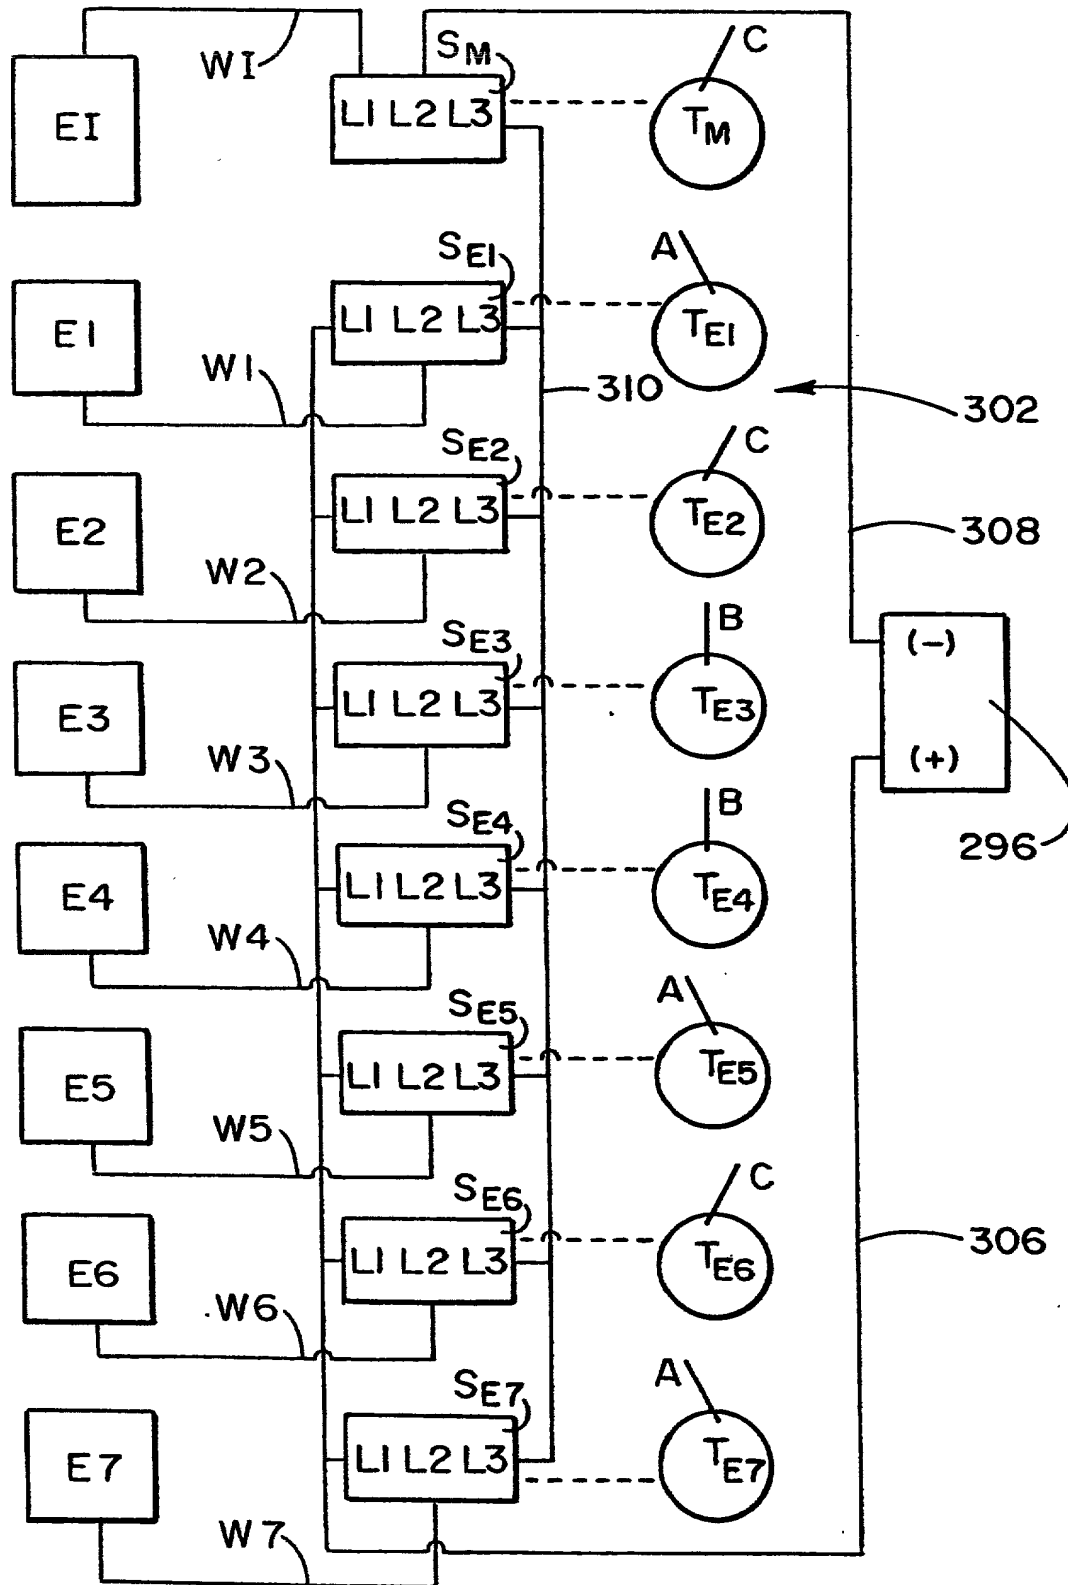 WI
EI
SM
L1 L2 L3
C
TM
E1
W1
SE1
L1 L2 L3
A
TE1
310
302
E2
W2
SE2
L1 L2 L3
C
TE2
308
E3
W3
SE3
L1 L2 L3
B
TE3
(-)
(+)
296
E4
W4
SE4
L1 L2 L3
B
TE4
E5
W5
SE5
L1 L2 L3
A
TE5
E6
W6
SE6
L1 L2 L3
C
TE6
306
E7
W7
SE7
L1 L2 L3
A
TE7